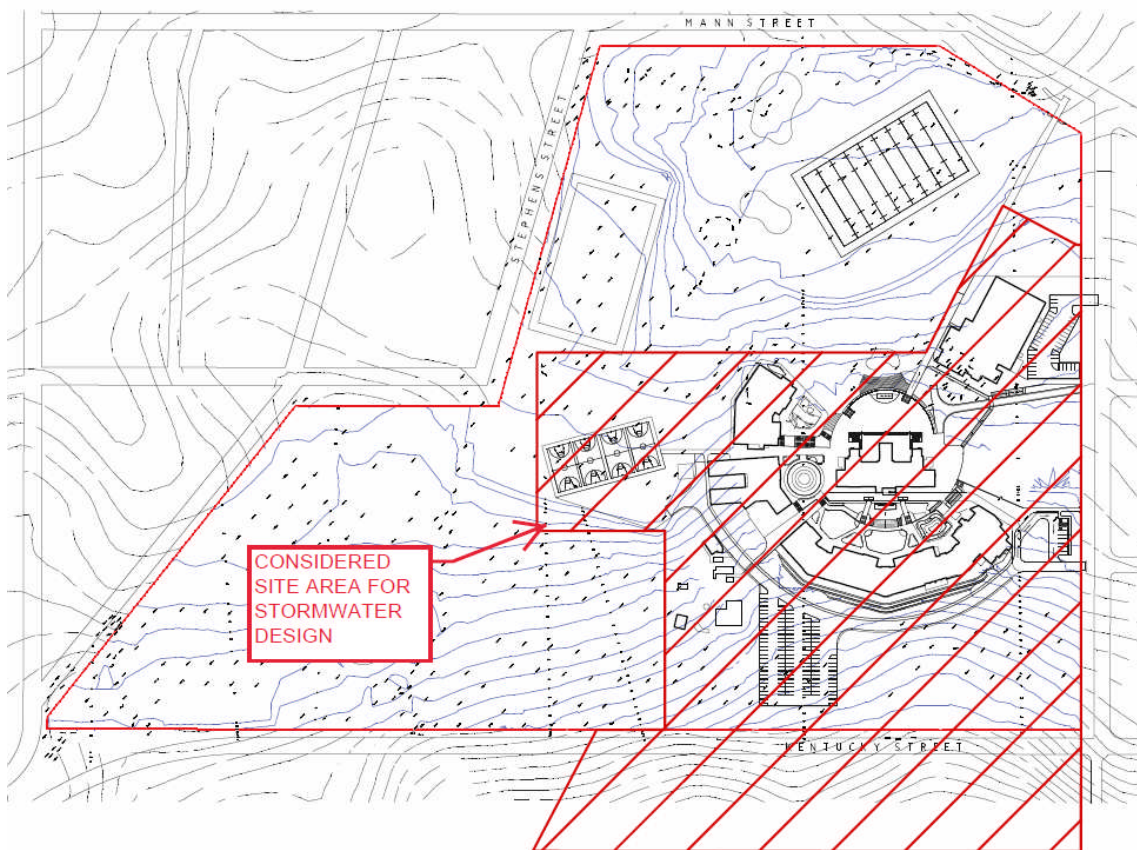 MANN STREET
STEPHENS STREET
CONSIDERED
SITE AREA FOR
STORMWATER
DESIGN
KENTUCKY STREET